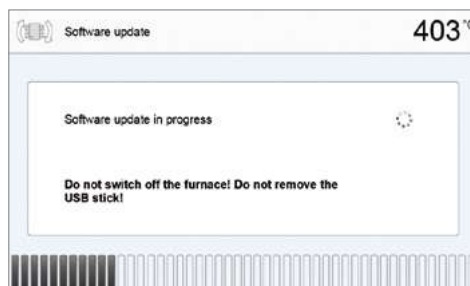 Software update
403 °C
Software update in progress
Do not switch off the furnace! Do not remove the
USB stick!